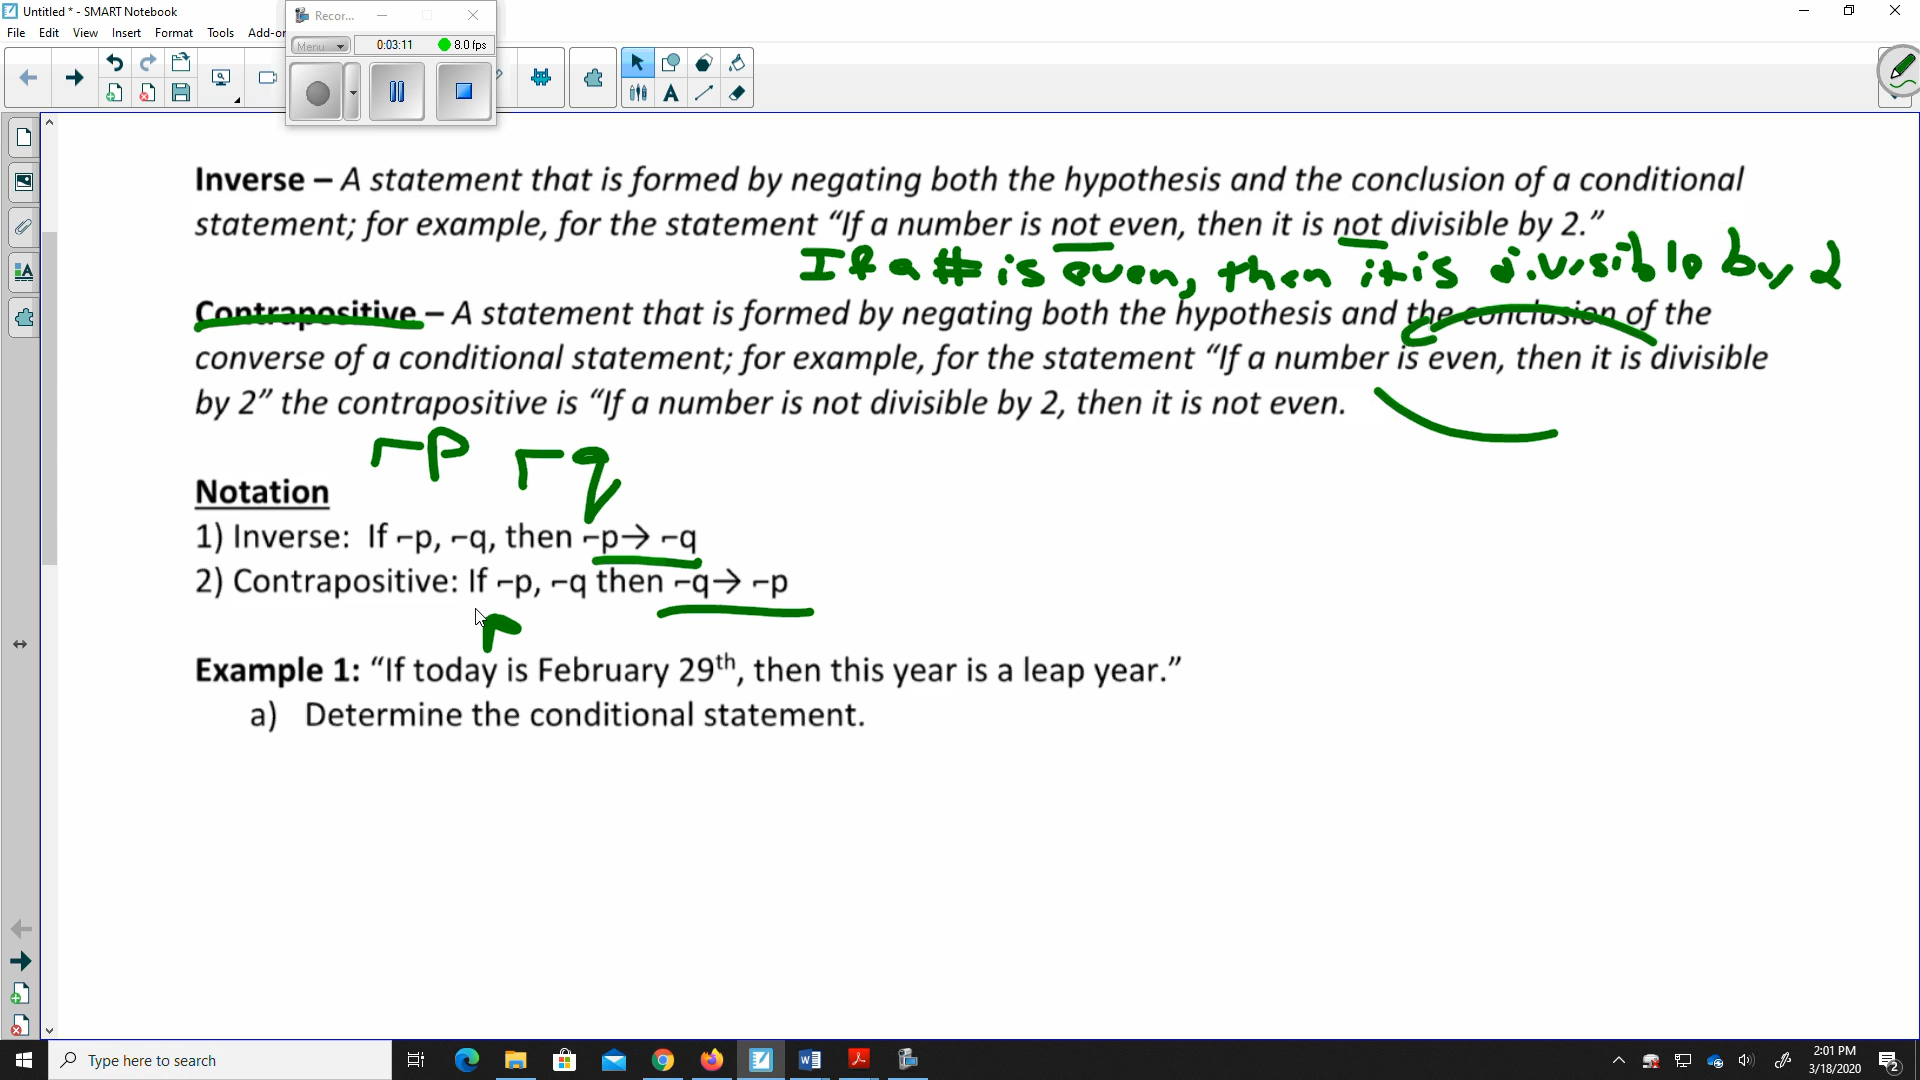 Untitled * - SMART Notebook
Recor...
File Edit View Insert Format Tools Add-or
Menu 0:03:11 8.0 fps
Inverse – A statement that is formed by negating both the hypothesis and the conclusion of a conditional
statement; for example, for the statement “If a number is not even, then it is not divisible by 2.”
If a # is even, then it is divisible by 2
Contrapositive – A statement that is formed by negating both the hypothesis and the conclusion of the
converse of a conditional statement; for example, for the statement “If a number is even, then it is divisible
by 2” the contrapositive is “If a number is not divisible by 2, then it is not even.
¬p ¬q
Notation
1) Inverse: If ¬p, ¬q, then ¬p→ ¬q
2) Contrapositive: If ¬p, ¬q then ¬q→ ¬p
¬
Example 1: “If today is February 29th, then this year is a leap year.”
a) Determine the conditional statement.
Type here to search
2:01 PM
3/18/2020
2